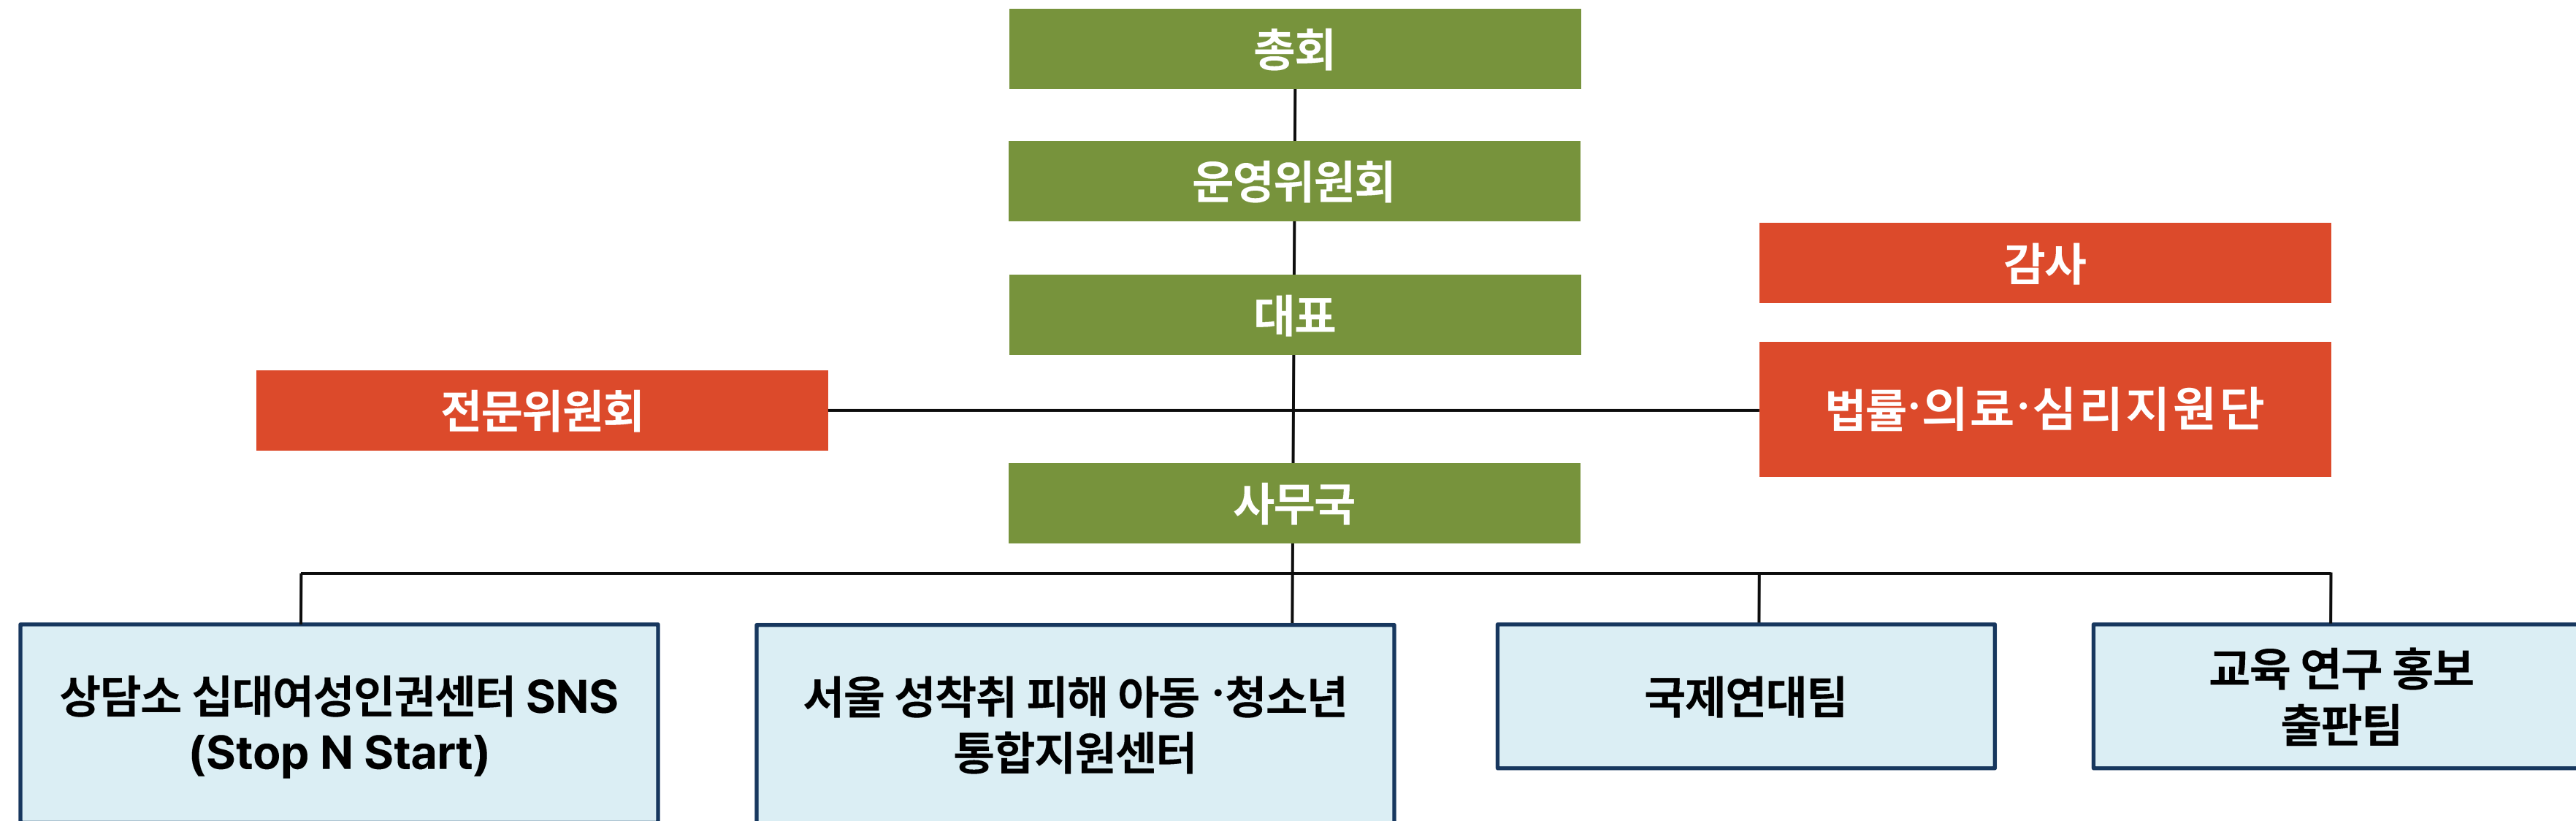 총회
운영위원회
대표
감사
전문위원회
법률·의료·심리지원단
사무국
상담소 십대여성인권센터 SNS
(Stop N Start)
서울 성착취 피해 아동 ·청소년
통합지원센터
국제연대팀
교육 연구 홍보
출판팀